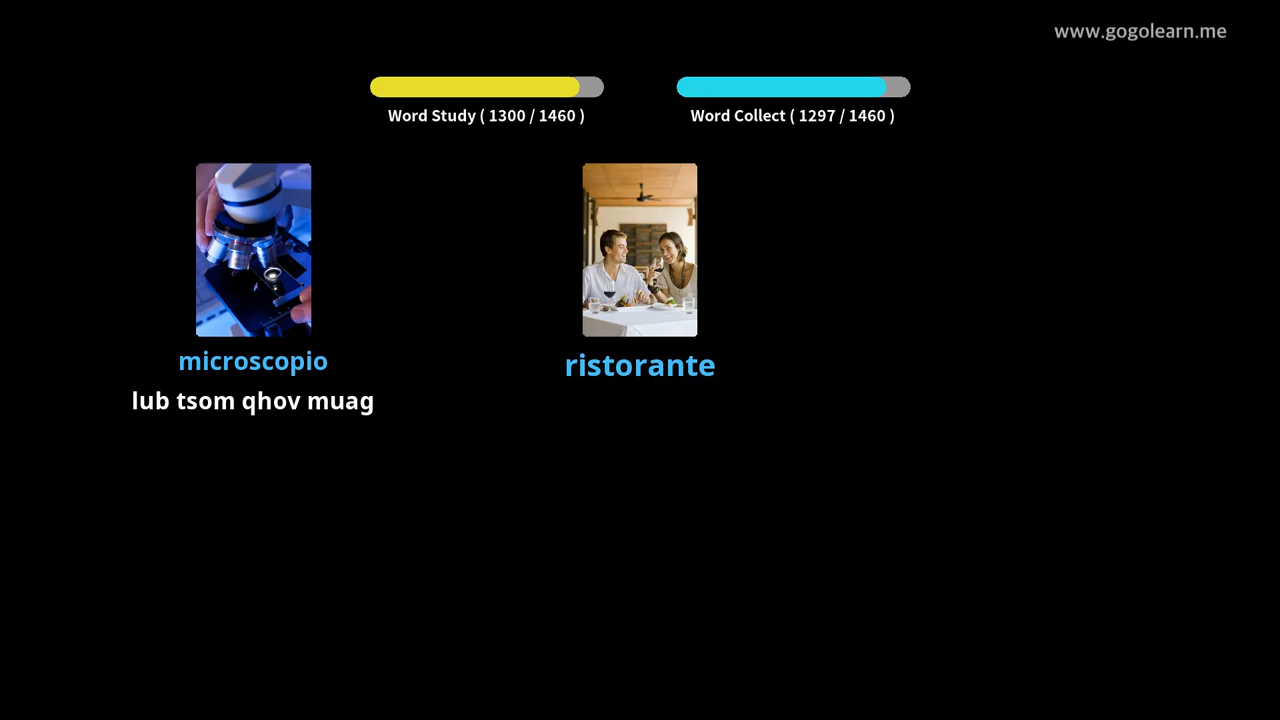 www.gogolearn.me
Word Study ( 1300 / 1460 )
Word Collect ( 1297 / 1460 )
microscopio
lub tsom qhov muag
ristorante